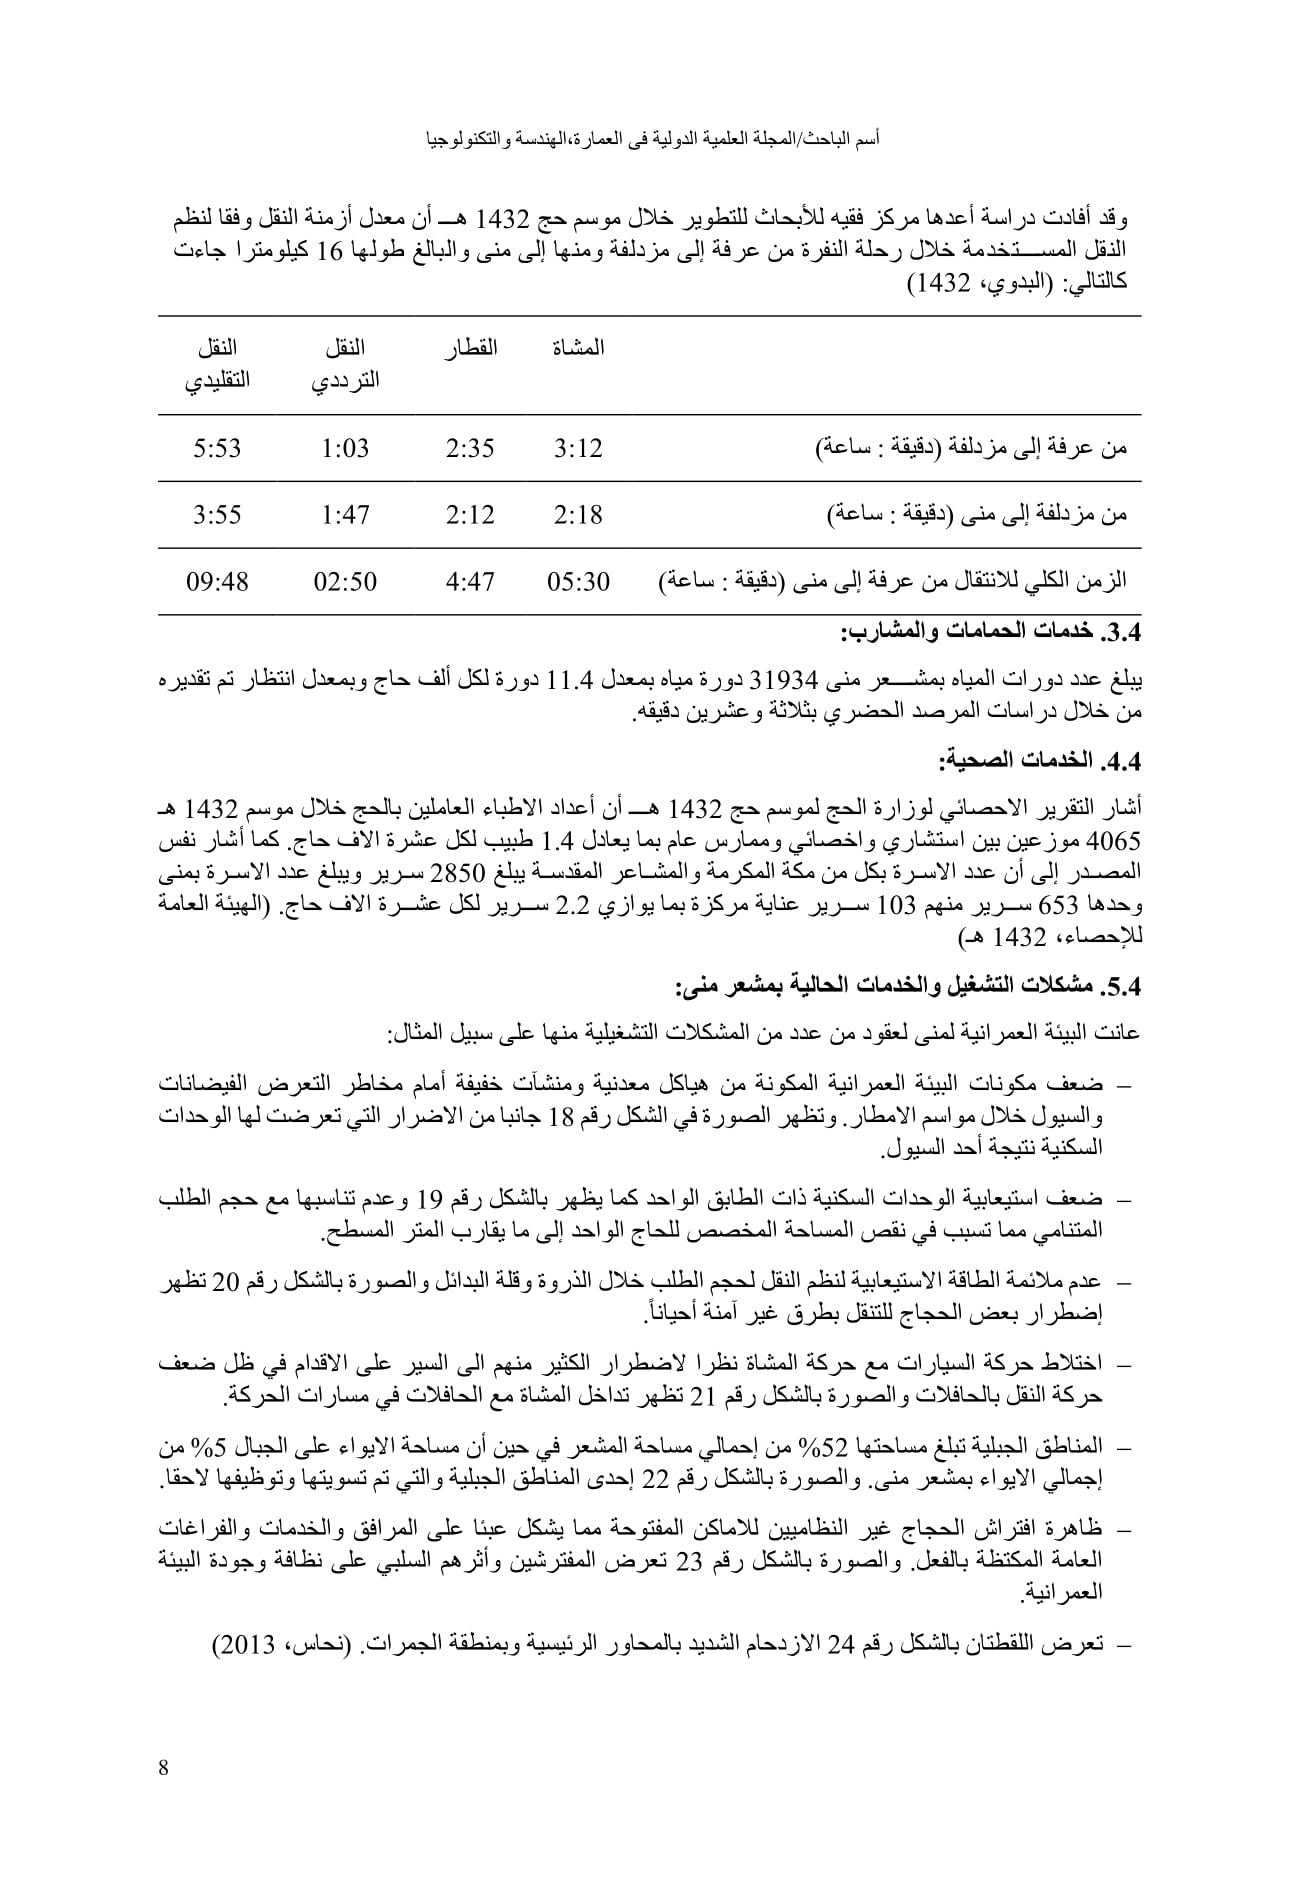 أسم الباحث/المجلة العلمية الدولية فى العمارة،الهندسة والتكنولوجيا
وقد أفادت دراسة أعدها مركز فقيه للأبحاث للتطوير خلال موسم حج 1432 هـ أن معدل أزمنة النقل وفقا لنظم
النقل المستخدمة خلال رحلة النفرة من عرفة إلى مزدلفة ومنها إلى منى والبالغ طولها 16 كيلومترا جاءت
كالتالي: (البدوي، 1432)
المشاة القطار النقل الترددي النقل التقليدي
من عرفة إلى مزدلفة (دقيقة : ساعة) 3:12 2:35 1:03 5:53
من مزدلفة إلى منى (دقيقة : ساعة) 2:18 2:12 1:47 3:55
الزمن الكلي للانتقال من عرفة إلى منى (دقيقة : ساعة) 05:30 4:47 02:50 09:48
3.4. خدمات الحمامات والمشارب:
يبلغ عدد دورات المياه بمشعر منى 31934 دورة مياه بمعدل 11.4 دورة لكل ألف حاج وبمعدل انتظار تم تقديره
من خلال دراسات المرصد الحضري بثلاثة وعشرين دقيقه.
4.4. الخدمات الصحية:
أشار التقرير الاحصائي لوزارة الحج لموسم حج 1432 هـ أن أعداد الاطباء العاملين بالحج خلال موسم 1432 هـ
4065 موزعين بين استشاري واخصائي وممارس عام بما يعادل 1.4 طبيب لكل عشرة الاف حاج. كما أشار نفس
المصدر إلى أن عدد الاسرة بكل من مكة المكرمة والمشاعر المقدسة يبلغ 2850 سرير ويبلغ عدد الاسرة بمنى
وحدها 653 سرير منهم 103 سرير عناية مركزة بما يوازي 2.2 سرير لكل عشرة الاف حاج. (الهيئة العامة
للإحصاء، 1432 هـ)
5.4. مشكلات التشغيل والخدمات الحالية بمشعر منى:
عانت البيئة العمرانية لمنى لعقود من عدد من المشكلات التشغيلية منها على سبيل المثال:
– ضعف مكونات البيئة العمرانية المكونة من هياكل معدنية ومنشآت خفيفة أمام مخاطر التعرض الفيضانات
والسيول خلال مواسم الامطار. وتظهر الصورة في الشكل رقم 18 جانبا من الاضرار التي تعرضت لها الوحدات
السكنية نتيجة أحد السيول.
– ضعف استيعابية الوحدات السكنية ذات الطابق الواحد كما يظهر بالشكل رقم 19 وعدم تناسبها مع حجم الطلب
المتنامي مما تسبب في نقص المساحة المخصص للحاج الواحد إلى ما يقارب المتر المسطح.
– عدم ملائمة الطاقة الاستيعابية لنظم النقل لحجم الطلب خلال الذروة وقلة البدائل والصورة بالشكل رقم 20 تظهر
إضطرار بعض الحجاج للتنقل بطرق غير آمنة أحياناً.
– اختلاط حركة السيارات مع حركة المشاة نظرا لاضطرار الكثير منهم الى السير على الاقدام في ظل ضعف
حركة النقل بالحافلات والصورة بالشكل رقم 21 تظهر تداخل المشاة مع الحافلات في مسارات الحركة.
– المناطق الجبلية تبلغ مساحتها 52% من إجمالي مساحة المشعر في حين أن مساحة الايواء على الجبال 5% من
إجمالي الايواء بمشعر منى. والصورة بالشكل رقم 22 إحدى المناطق الجبلية والتي تم تسويتها وتوظيفها لاحقا.
– ظاهرة افتراش الحجاج غير النظاميين للاماكن المفتوحة مما يشكل عبئا على المرافق والخدمات والفراغات
العامة المكتظة بالفعل. والصورة بالشكل رقم 23 تعرض المفترشين وأثرهم السلبي على نظافة وجودة البيئة
العمرانية.
– تعرض اللقطتان بالشكل رقم 24 الازدحام الشديد بالمحاور الرئيسية وبمنطقة الجمرات. (نحاس، 2013)
8